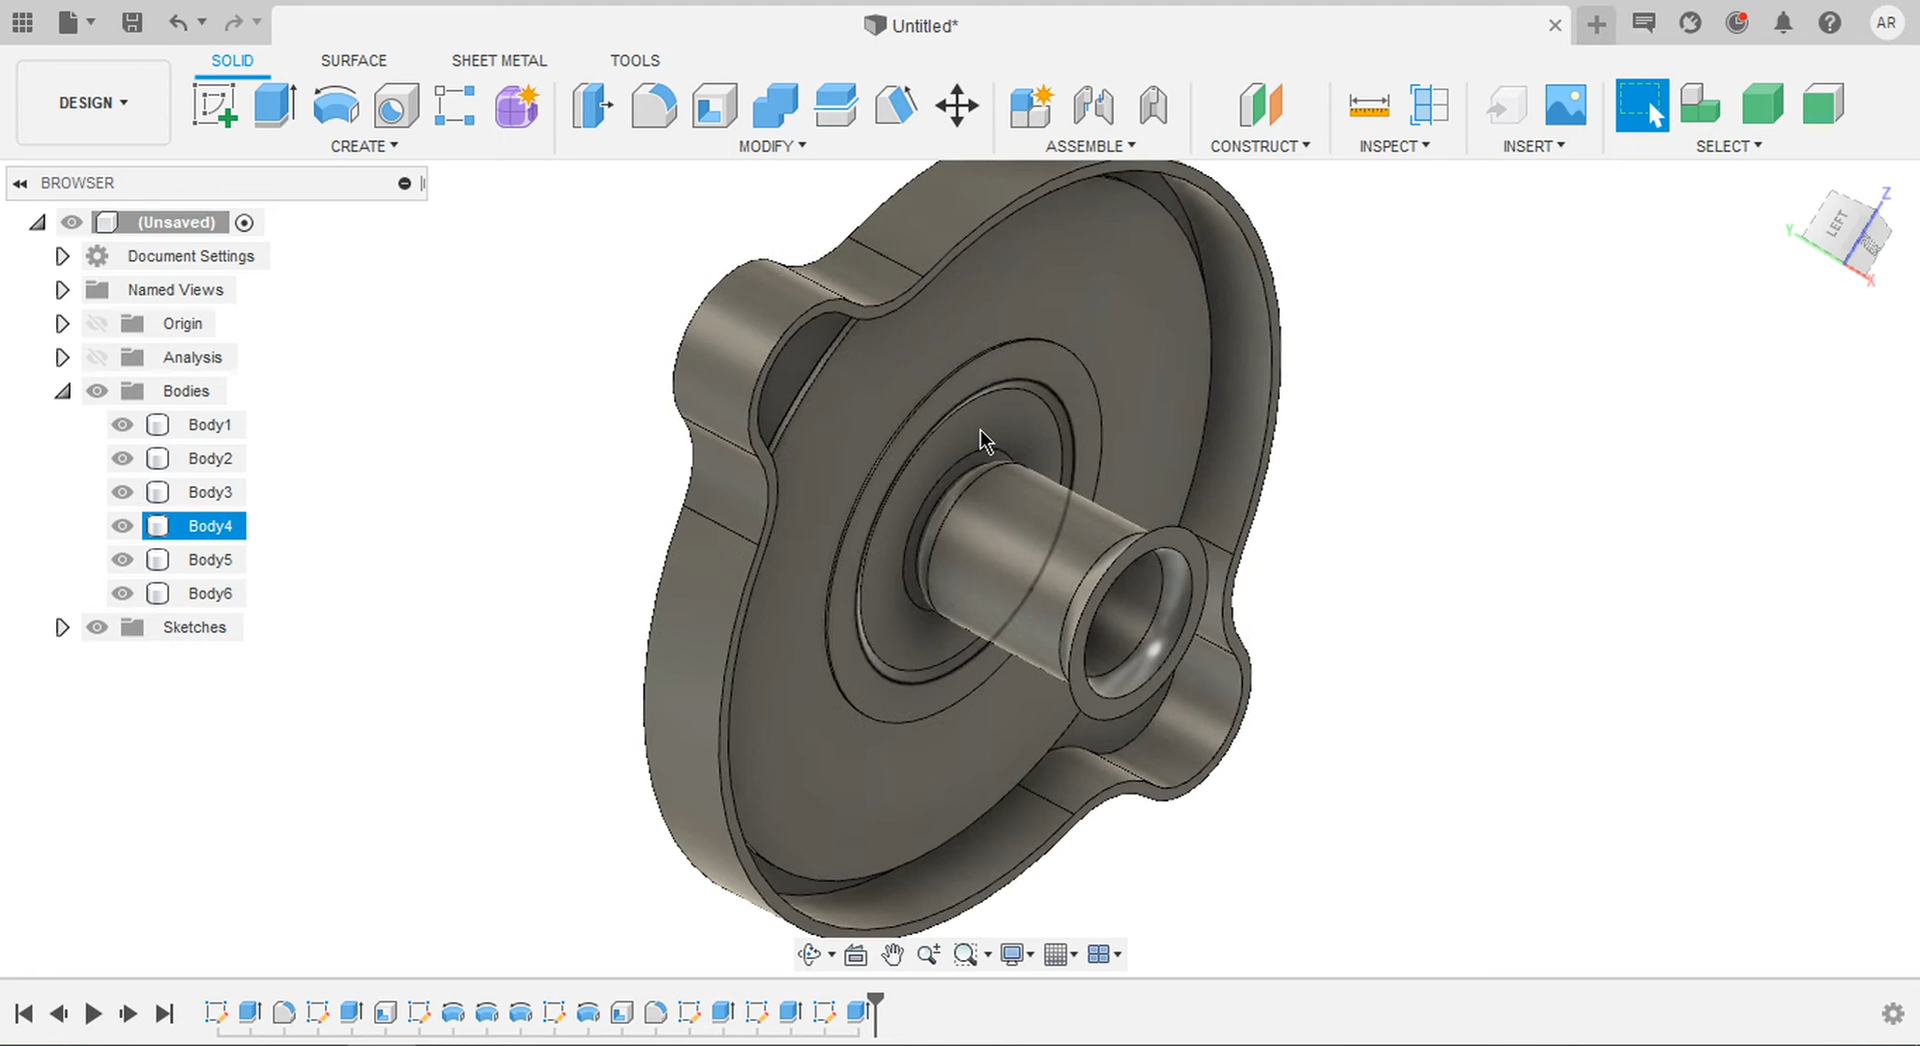 Untitled*
AR
DESIGN
SOLID
SURFACE
SHEET METAL
TOOLS
CREATE
MODIFY
ASSEMBLE
CONSTRUCT
INSPECT
INSERT
SELECT
BROWSER
(Unsaved)
Document Settings
Named Views
Origin
Analysis
Bodies
Body1
Body2
Body3
Body4
Body5
Body6
Sketches
Z
LEFT
Y
X